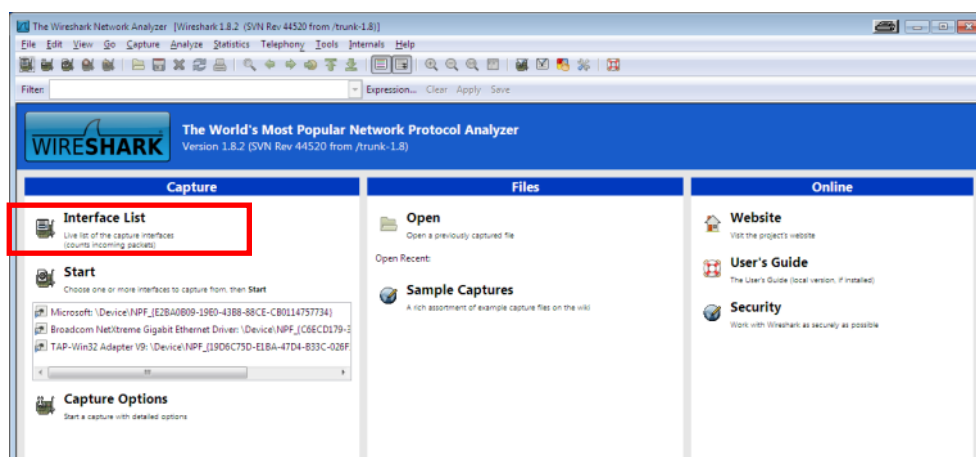 The Wireshark Network Analyzer [Wireshark 1.8.2 (SVN Rev 44520 from /trunk-1.8)]
File Edit View Go Capture Analyze Statistics Telephony Tools Internals Help
Filter: Expression... Clear Apply Save
WIRESHARK
The World's Most Popular Network Protocol Analyzer
Version 1.8.2 (SVN Rev 44520 from /trunk-1.8)
Capture
Interface List
Live list of the capture interfaces
(counts incoming packets)
Start
Choose one or more interfaces to capture from, then Start
Microsoft: \Device\NPF_{E2BA0B09-19E0-43B8-88CE-CB0114757734}
Broadcom NetXtreme Gigabit Ethernet Driver: \Device\NPF_{C6ECD179-3
TAP-Win32 Adapter V9: \Device\NPF_{19D6C75D-E1BA-47D4-B33C-026F
Capture Options
Start a capture with detailed options
Files
Open
Open a previously captured file
Open Recent:
Sample Captures
A rich assortment of example capture files on the wiki
Online
Website
Visit the project's website
User's Guide
The User's Guide (local version, if installed)
Security
Work with Wireshark as securely as possible